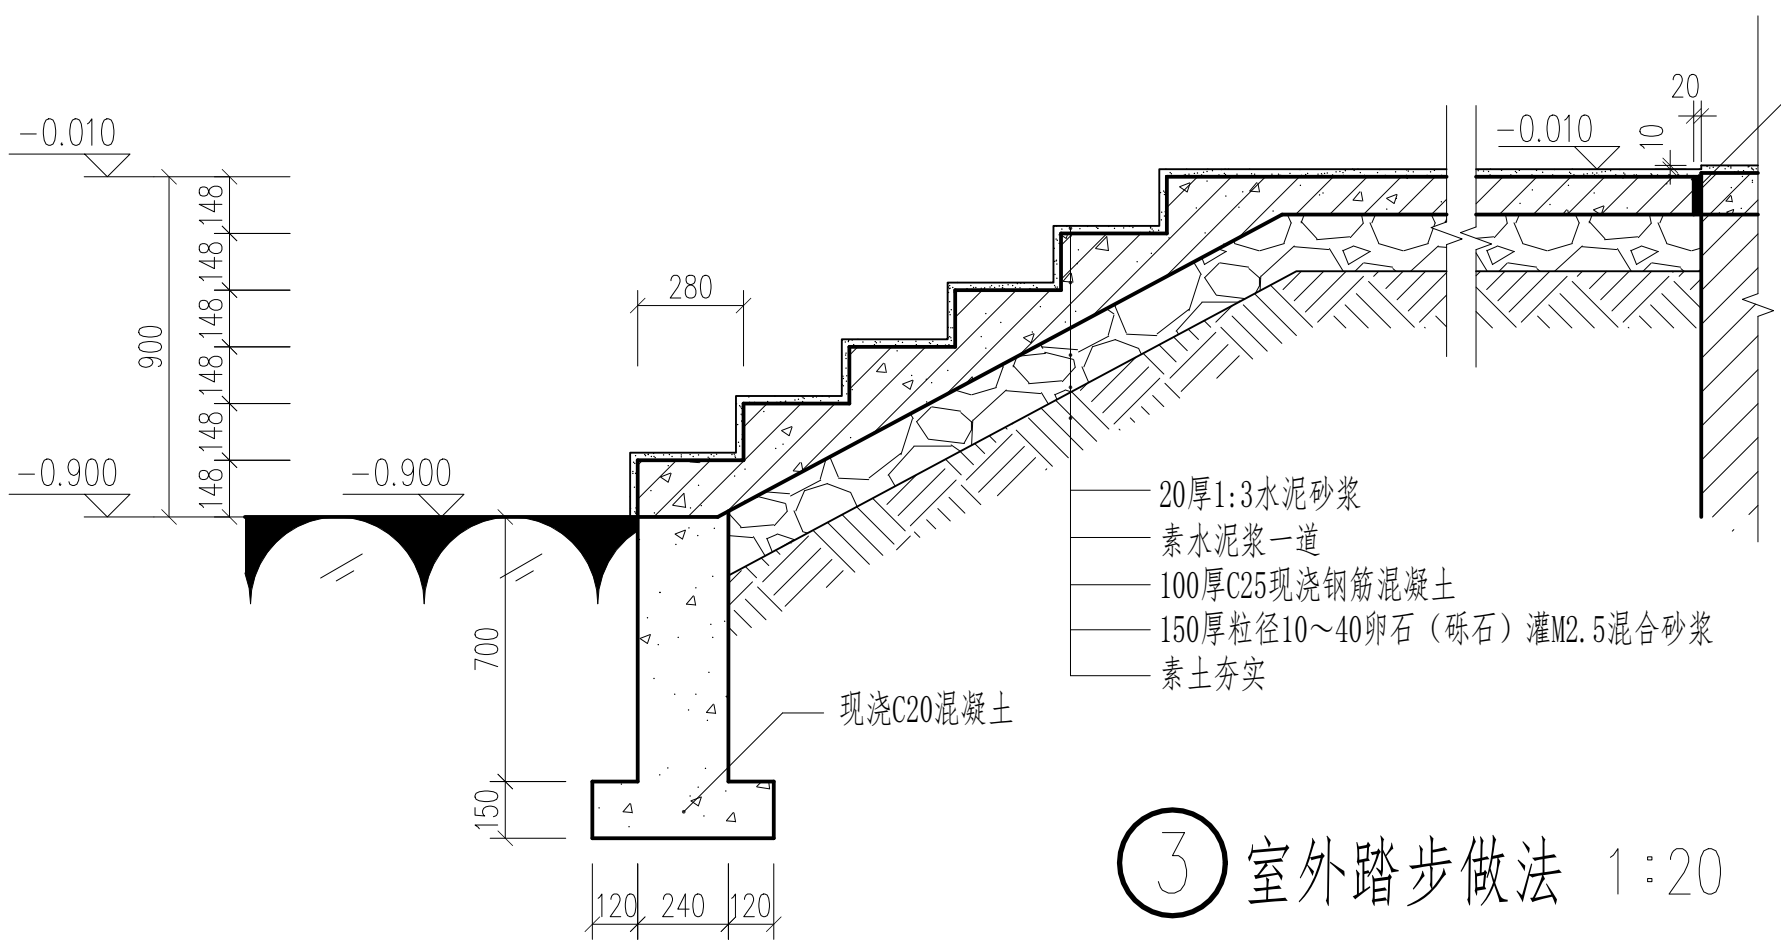 20
-0.010
-0.010
10
148
148
148
148
148
148
900
280
-0.900
-0.900
20厚1:3水泥砂浆
素水泥浆一道
100厚C25现浇钢筋混凝土
150厚粒径10～40卵石（砾石）灌M2.5混合砂浆
素土夯实
700
现浇C20混凝土
150
120 240 120
3 室外踏步做法 1:20